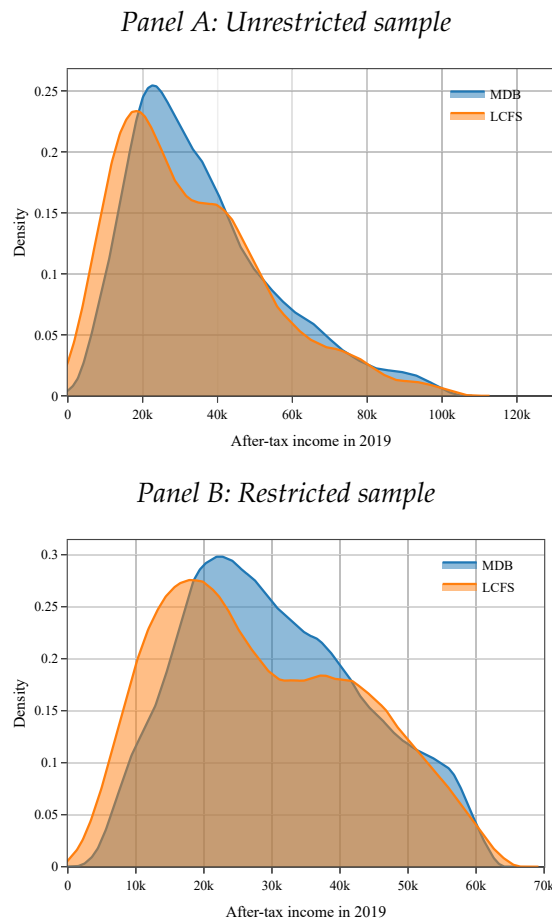 Panel A: Unrestricted sample
0.25
0.2
0.15
0.1
0.05
0
Density
MDB
LCFS
0 20k 40k 60k 80k 100k 120k
After-tax income in 2019
Panel B: Restricted sample
0.3
0.25
0.2
0.15
0.1
0.05
0
Density
MDB
LCFS
0 10k 20k 30k 40k 50k 60k 70k
After-tax income in 2019